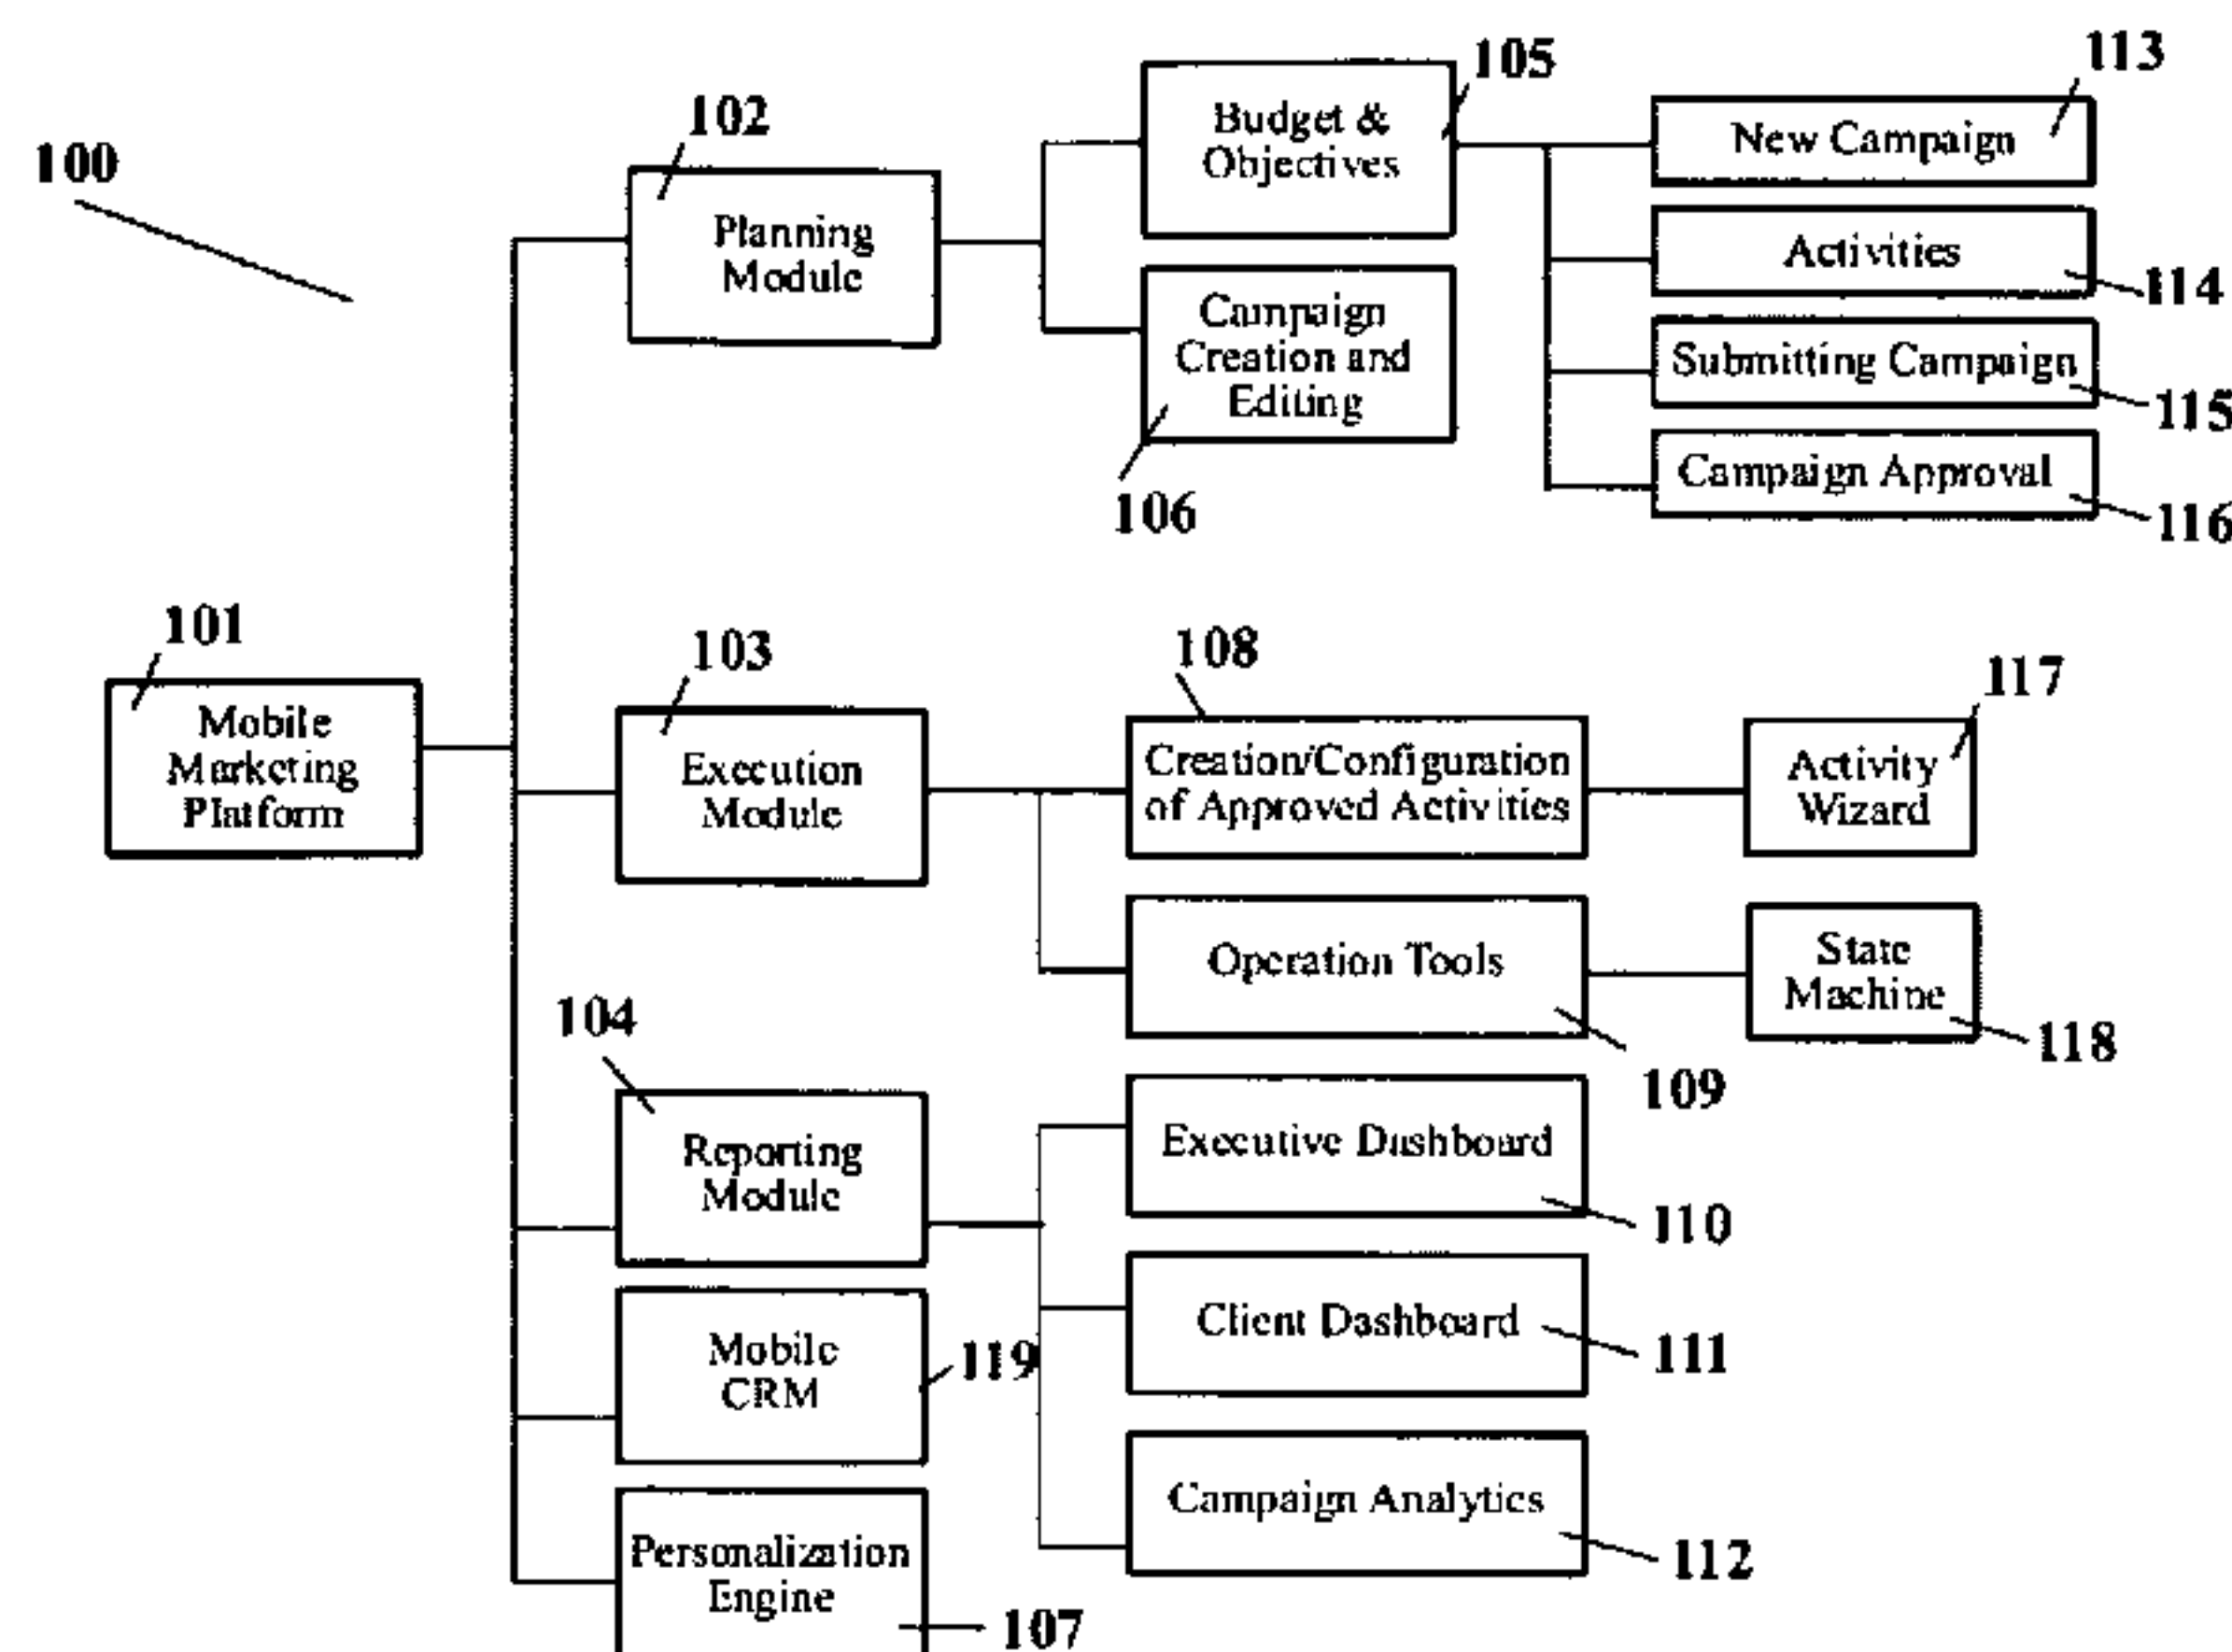 100
101
Mobile
Marketing
Platform
102
Planning
Module
105
Budget &
Objectives
Campaign
Creation and
Editing
106
113
New Campaign
Activities
114
Submitting Campaign
115
Campaign Approval
116
103
Execution
Module
108
Creation/Configuration
of Approved Activities
117
Activity
Wizard
Operation Tools
109
State
Machine
118
104
Reporting
Module
Executive Dashboard
110
Client Dashboard
111
Campaign Analytics
112
Mobile
CRM
119
Personalization
Engine
107